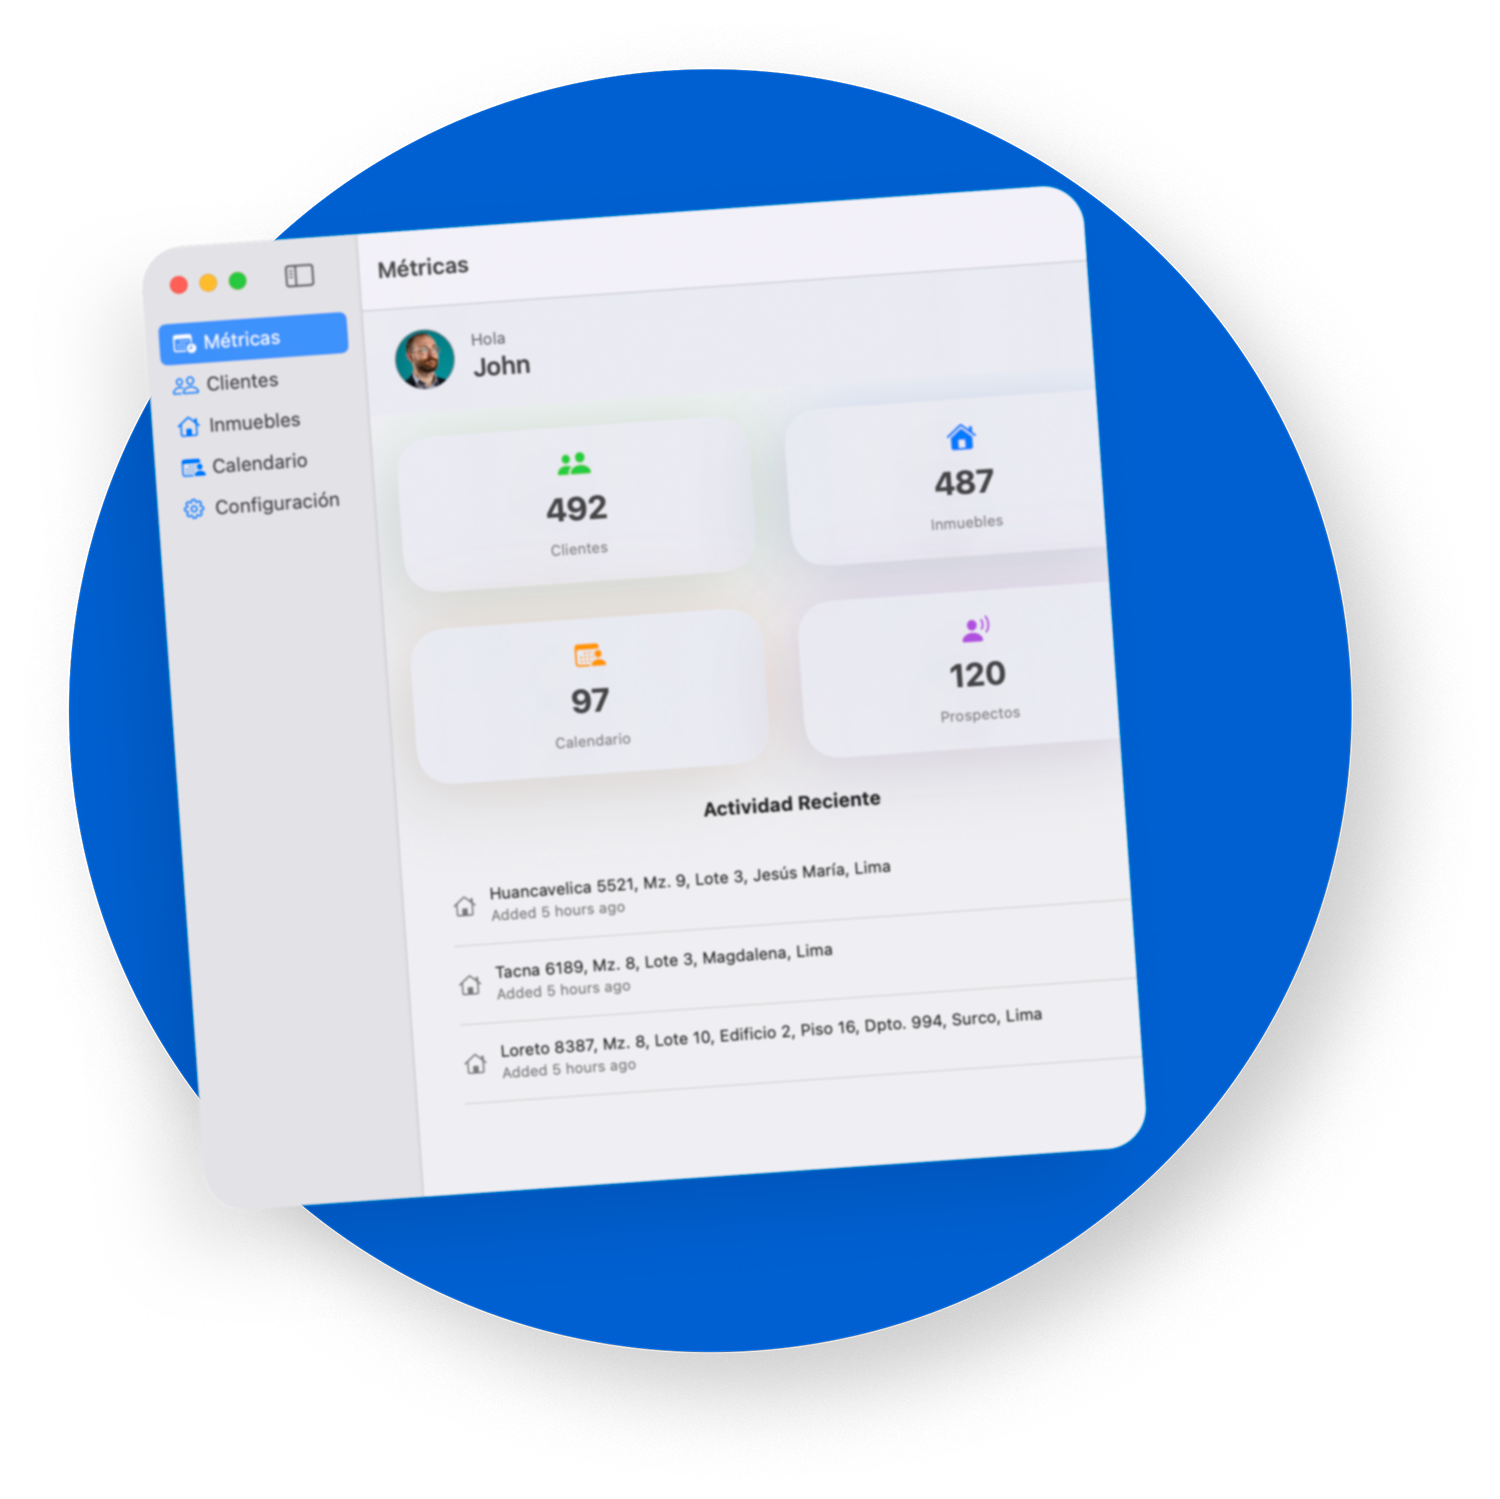 Métricas
Métricas
Clientes
Inmuebles
Calendario
Configuración
Hola
John
492
Clientes
487
Inmuebles
97
Calendario
120
Prospectos
Actividad Reciente
Huancavelica 5521, Mz. 9, Lote 3, Jesús María, Lima
Added 5 hours ago
Tacna 6189, Mz. 8, Lote 3, Magdalena, Lima
Added 5 hours ago
Loreto 8387, Mz. 8, Lote 10, Edificio 2, Piso 16, Dpto. 994, Surco, Lima
Added 5 hours ago